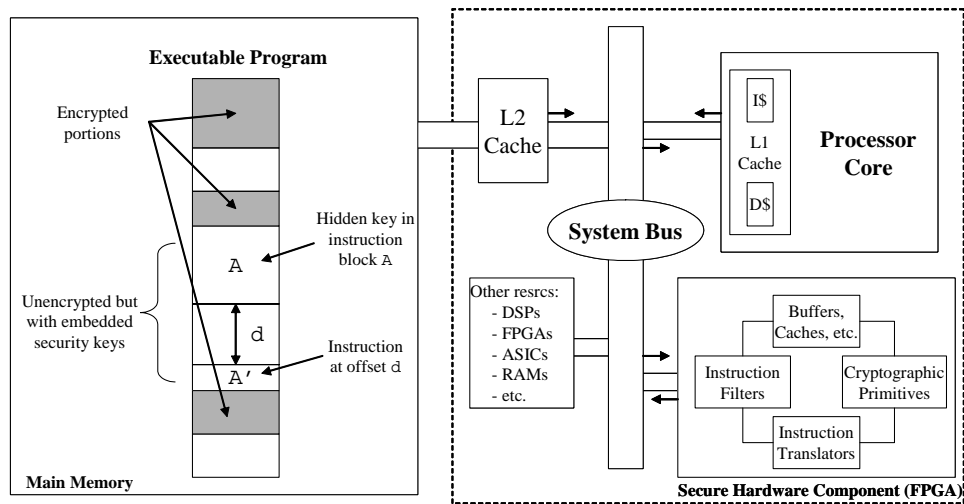 Executable Program
Encrypted
portions
Hidden key in
instruction
block A
A
Unencrypted but
with embedded
security keys
d
Instruction
at offset d
A'
Main Memory
L2
Cache
I$
L1
Cache
D$
Processor
Core
System Bus
Other resrcs:
- DSPs
- FPGAs
- ASICs
- RAMs
- etc.
Buffers,
Caches, etc.
Instruction
Filters
Cryptographic
Primitives
Instruction
Translators
Secure Hardware Component (FPGA)